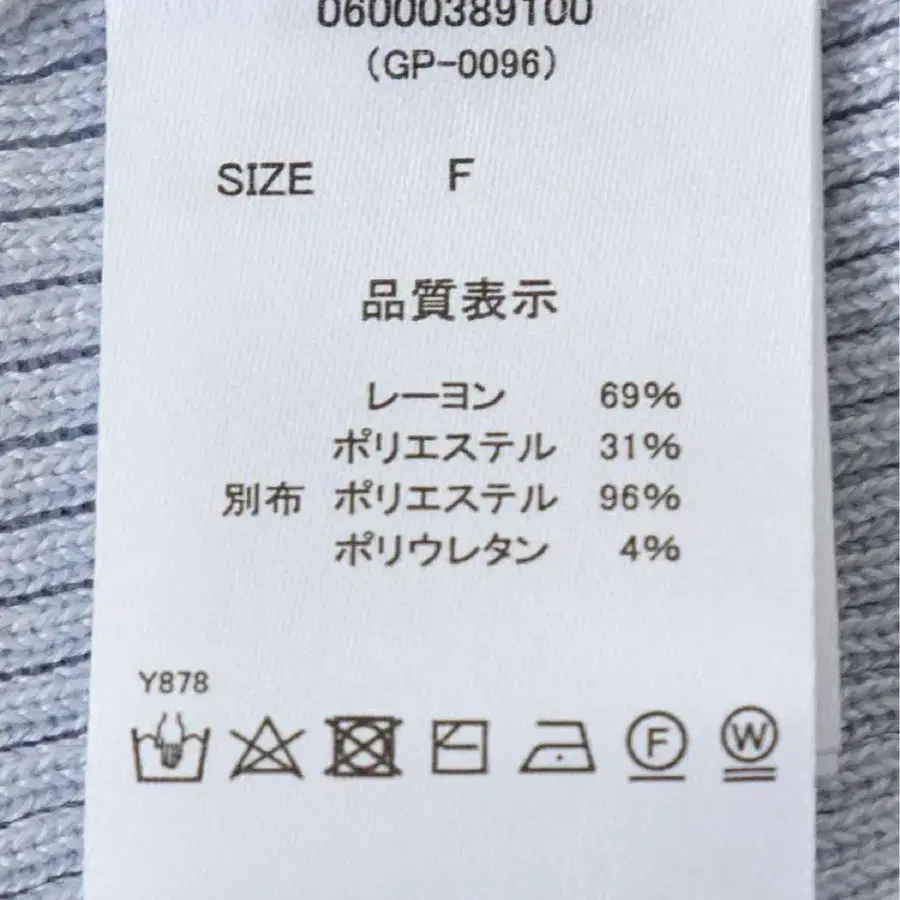 06000389100
(GP-0096)
SIZE F
品質表示
レーヨン 69%
ポリエステル 31%
別布 ポリエステル 96%
ポリウレタン 4%
Y878
F W